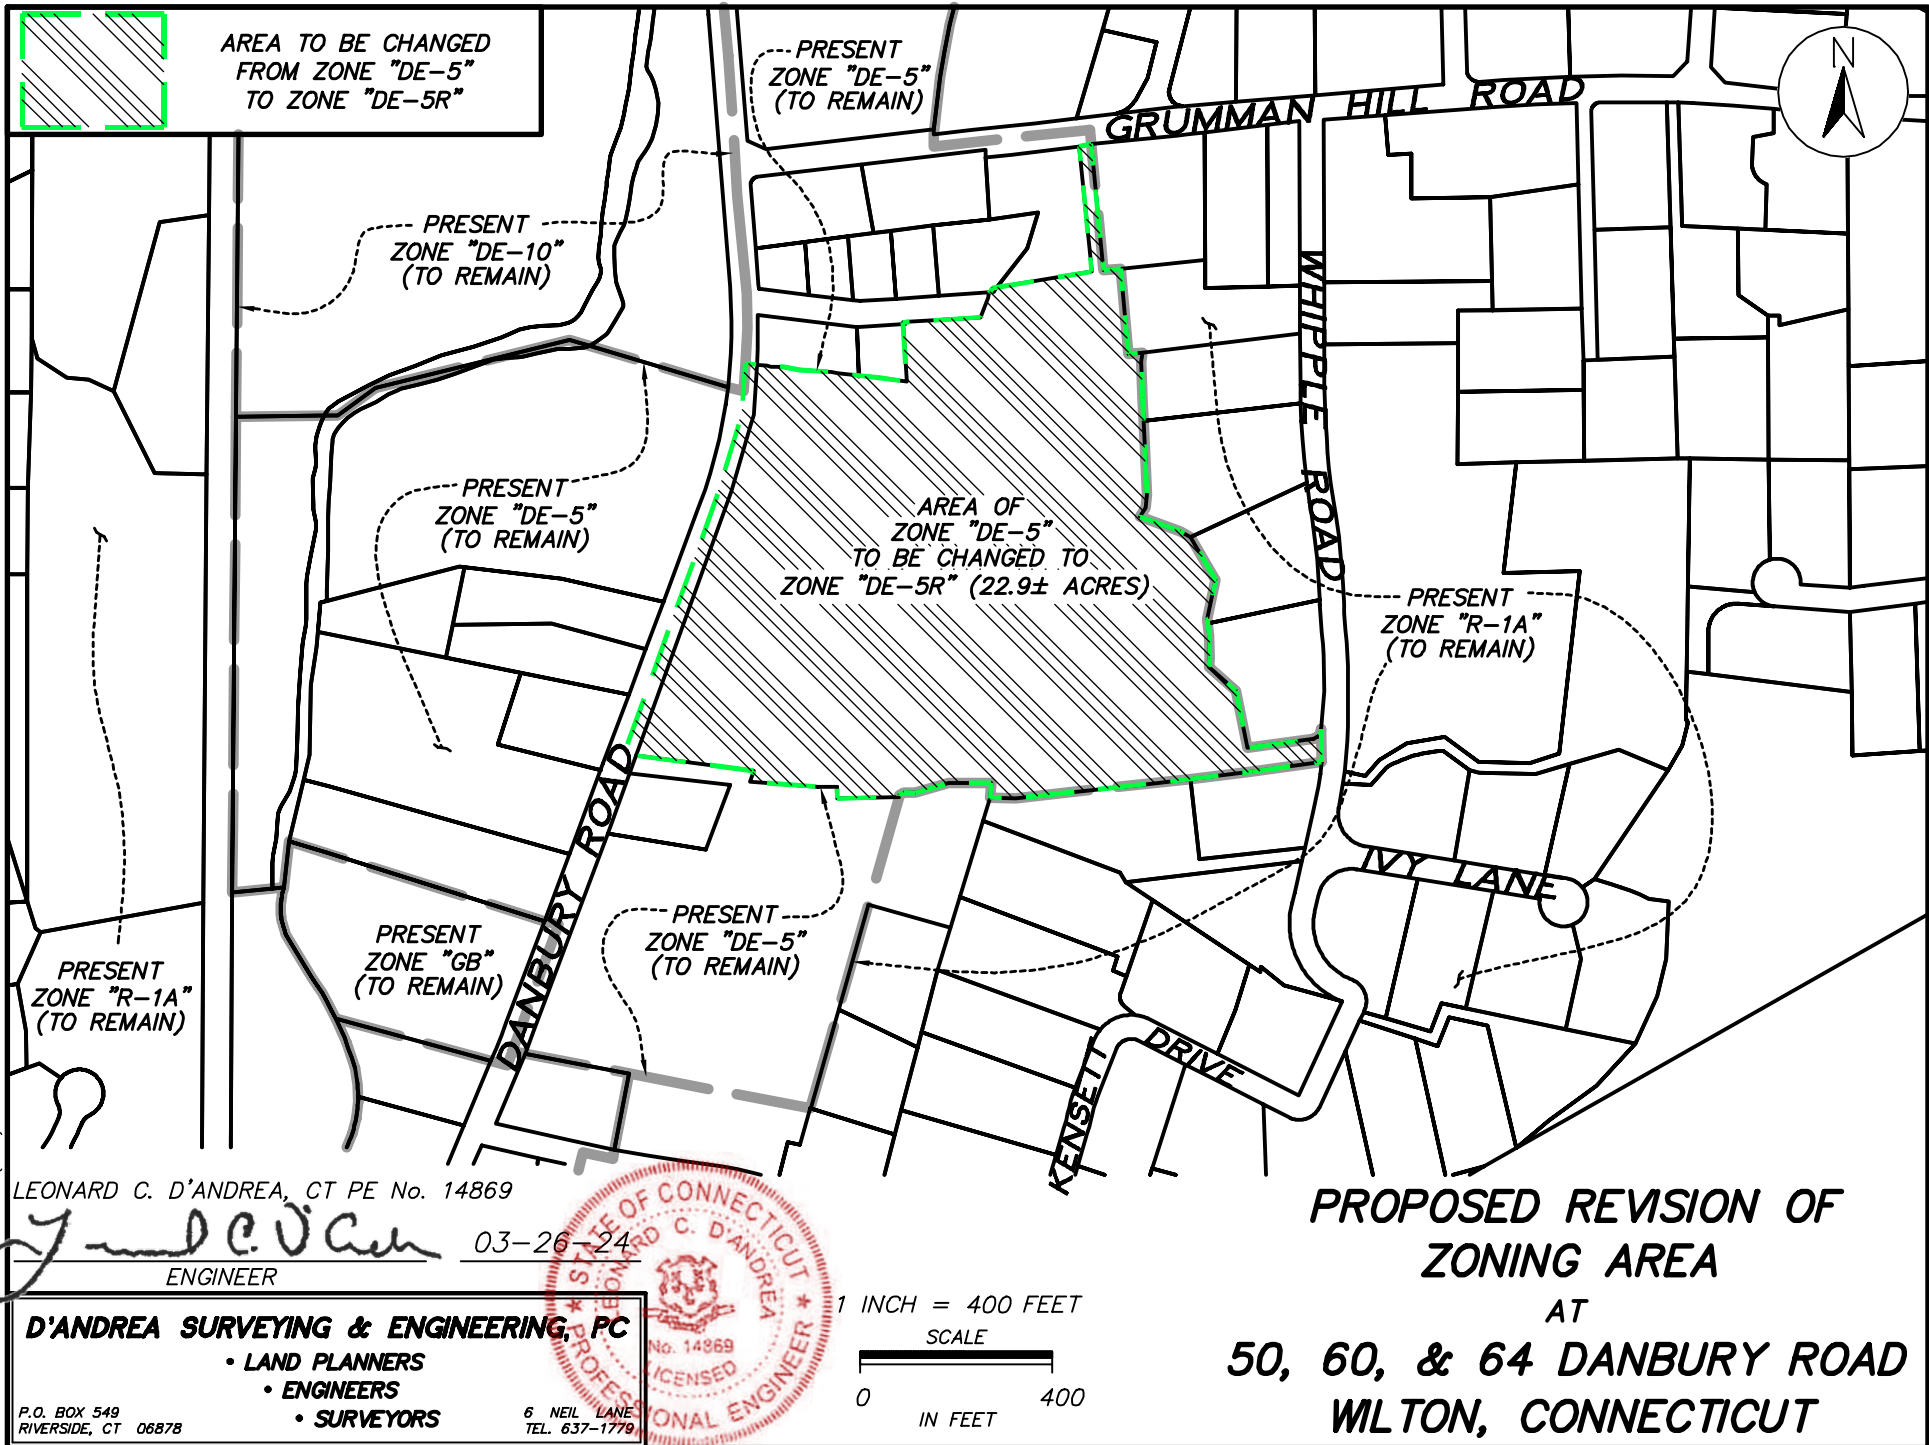 AREA TO BE CHANGED
FROM ZONE "DE-5"
TO ZONE "DE-5R"
PRESENT
ZONE "DE-5"
(TO REMAIN)
N
GRUMMAN HILL ROAD
PRESENT
ZONE "DE-10"
(TO REMAIN)
WHIPPLE ROAD
PRESENT
ZONE "DE-5"
(TO REMAIN)
AREA OF
ZONE "DE-5"
TO BE CHANGED TO
ZONE "DE-5R" (22.9± ACRES)
PRESENT
ZONE "R-1A"
(TO REMAIN)
DANBURY ROAD
IVY LANE
PRESENT
ZONE "DE-5"
(TO REMAIN)
PRESENT
ZONE "GB"
(TO REMAIN)
PRESENT
ZONE "R-1A"
(TO REMAIN)
KENSETT DRIVE
LEONARD C. D'ANDREA, CT PE No. 14869
03-26-24
ENGINEER
STATE OF CONNECTICUT
LEONARD C. D'ANDREA
No. 14869
LICENSED
PROFESSIONAL ENGINEER
D'ANDREA SURVEYING & ENGINEERING, PC
• LAND PLANNERS
• ENGINEERS
• SURVEYORS
P.O. BOX 549
RIVERSIDE, CT 06878
6 NEIL LANE
TEL. 637-1779
1 INCH = 400 FEET
SCALE
0 400
IN FEET
PROPOSED REVISION OF
ZONING AREA
AT
50, 60, & 64 DANBURY ROAD
WILTON, CONNECTICUT